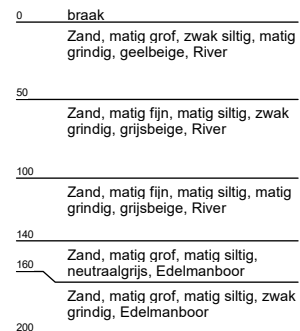 0 braak
Zand, matig grof, zwak siltig, matig
grindig, geelbeige, River
50
Zand, matig fijn, matig siltig, zwak
grindig, grijsbeige, River
100
Zand, matig fijn, matig siltig, matig
grindig, grijsbeige, River
140
Zand, matig grof, matig siltig,
neutraalgrijs, Edelmanboor
160
Zand, matig grof, matig siltig, zwak
grindig, Edelmanboor
200